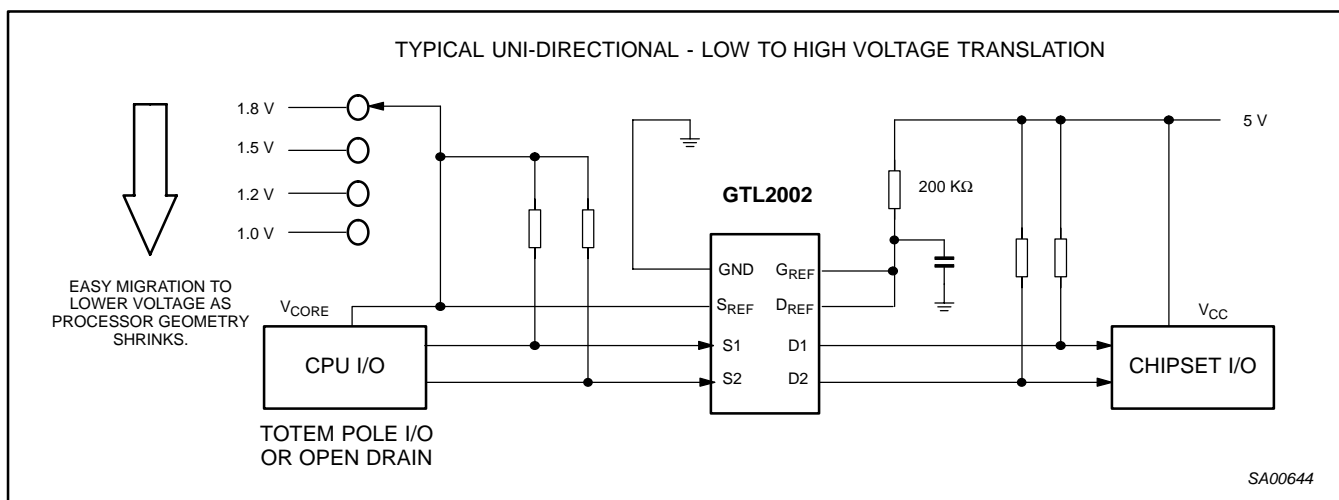 TYPICAL UNI-DIRECTIONAL - LOW TO HIGH VOLTAGE TRANSLATION
1.8 V
1.5 V
1.2 V
1.0 V
EASY MIGRATION TO
LOWER VOLTAGE AS
PROCESSOR GEOMETRY
SHRINKS.
5 V
200 KΩ
GTL2002
GND
GREF
SREF
DREF
S1
D1
S2
D2
VCORE
CPU I/O
TOTEM POLE I/O
OR OPEN DRAIN
VCC
CHIPSET I/O
SA00644